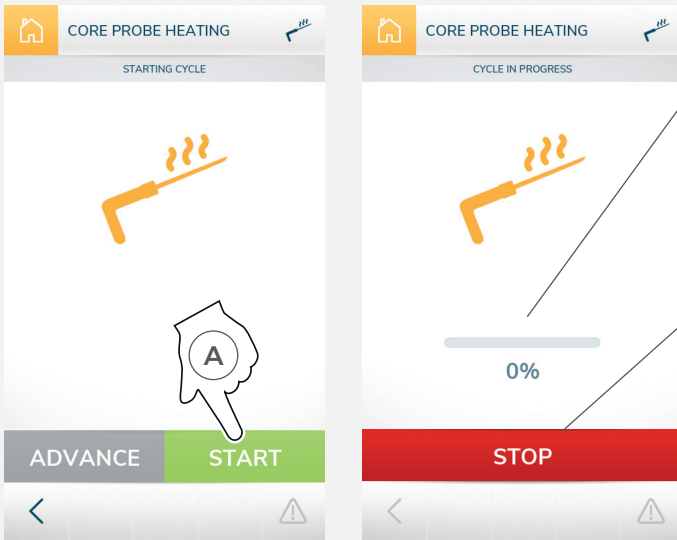 CORE PROBE HEATING
STARTING CYCLE
A
ADVANCE
START
CORE PROBE HEATING
CYCLE IN PROGRESS
0%
STOP